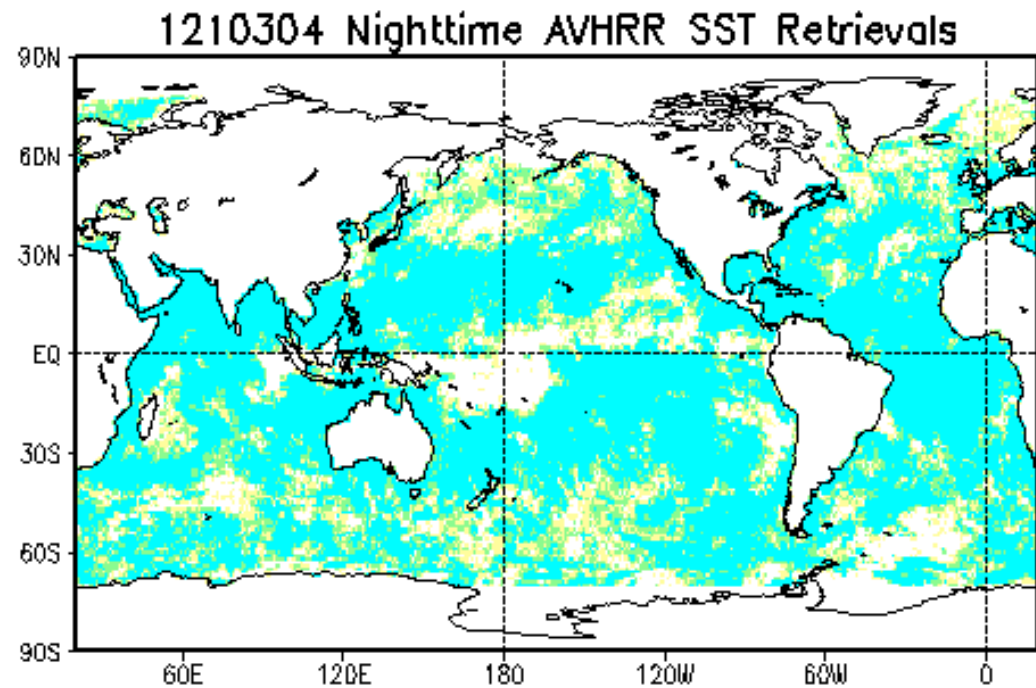 1210304 Nighttime AVHRR SST Retrievals
90N
60N
30N
EQ
30S
60S
90S
60E 120E 180 120W 60W 0